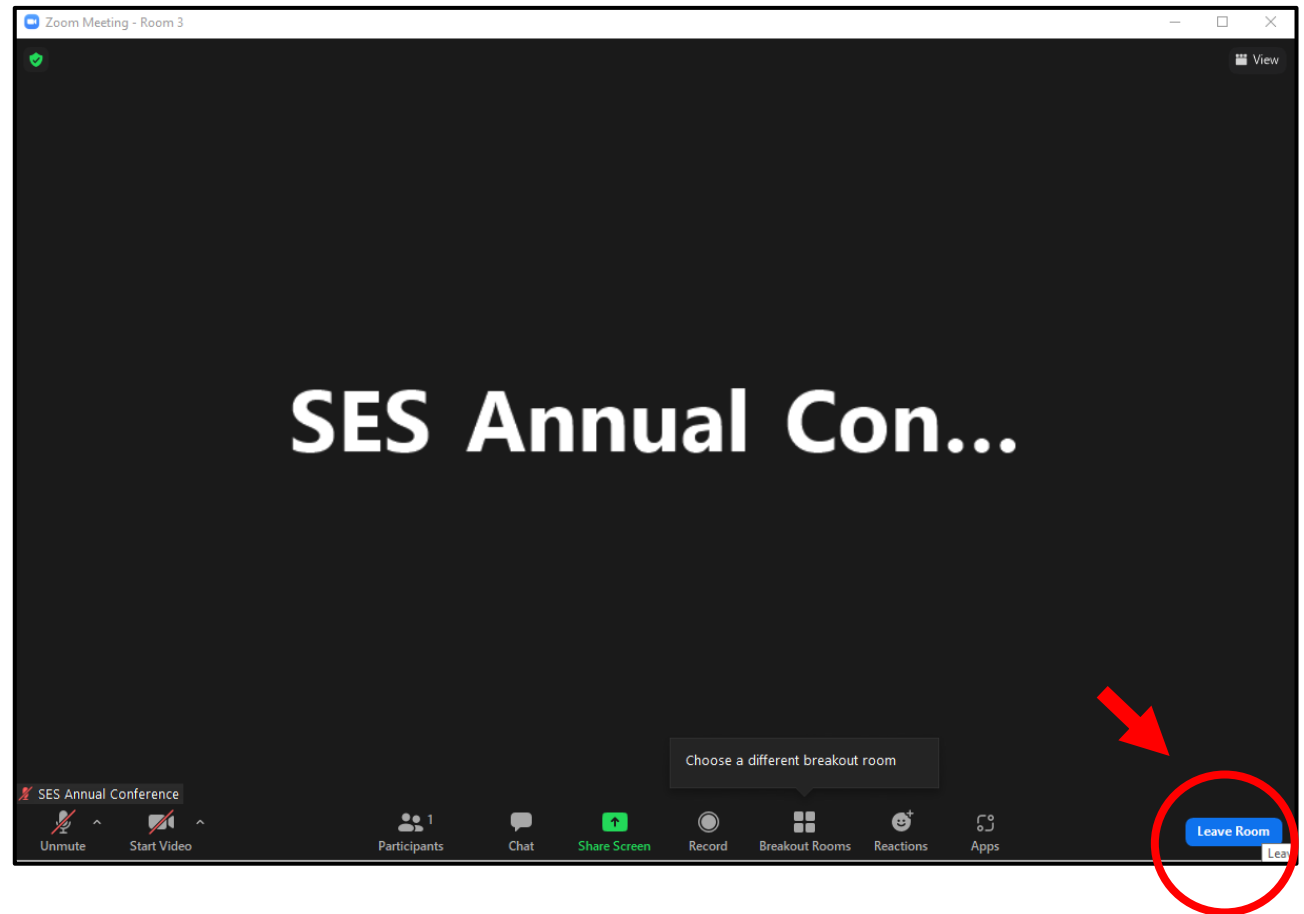 Zoom Meeting - Room 3
View
SES Annual Con...
Choose a different breakout room
SES Annual Conference
1
Unmute Start Video Participants Chat Share Screen Record Breakout Rooms Reactions Apps
Leave Room